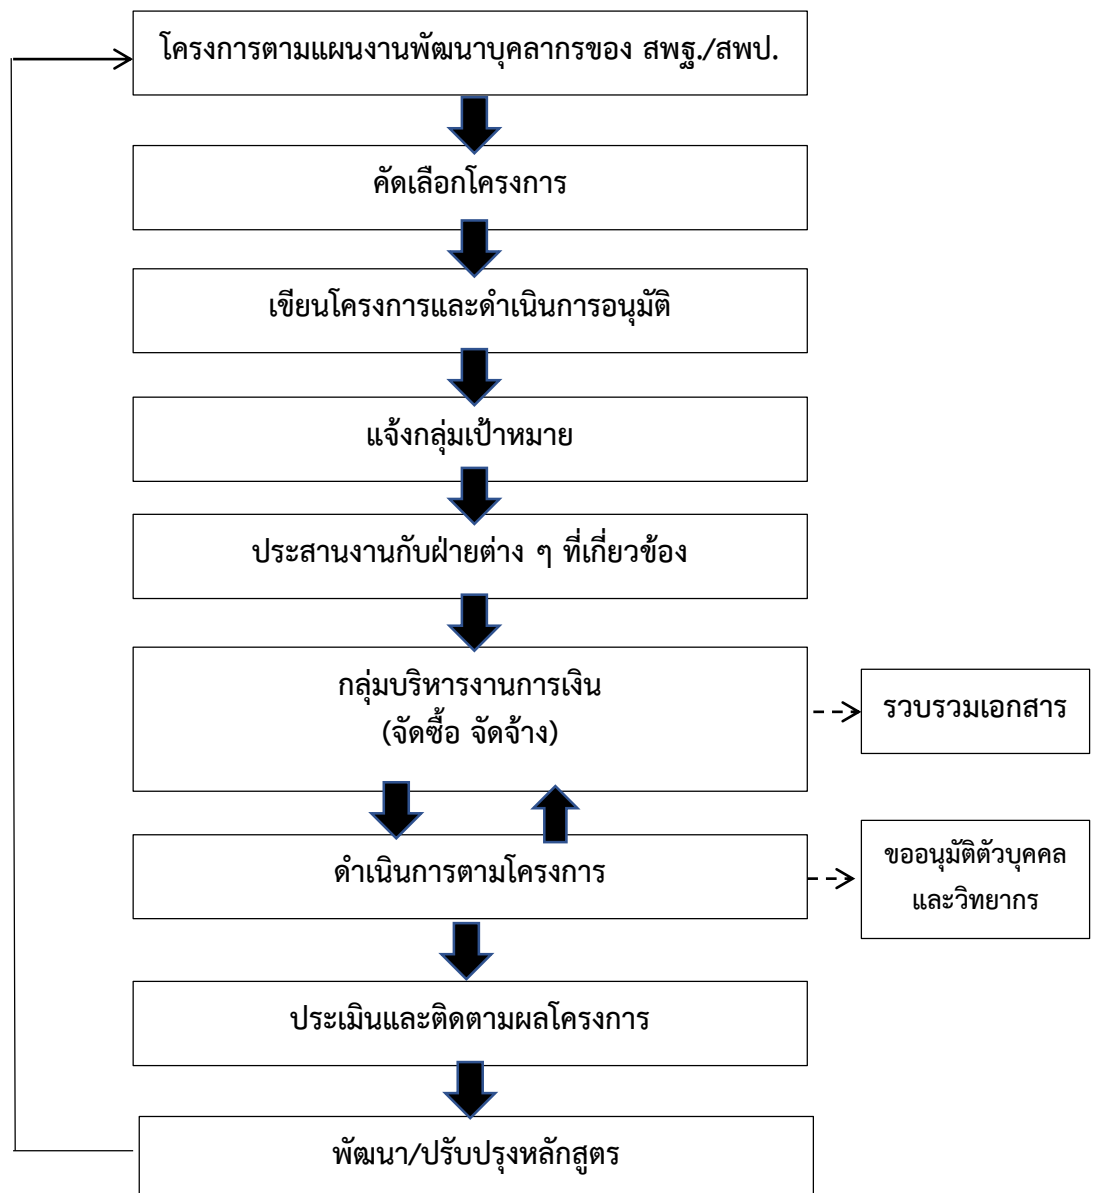 โครงการตามแผนงานพัฒนาบุคลากรของ สพฐ./สพป.
คัดเลือกโครงการ
เขียนโครงการและดำเนินการอนุมัติ
แจ้งกลุ่มเป้าหมาย
ประสานงานกับฝ่ายต่าง ๆ ที่เกี่ยวข้อง
กลุ่มบริหารงานการเงิน
(จัดซื้อ จัดจ้าง)
รวบรวมเอกสาร
ดำเนินการตามโครงการ
ขออนุมัติตัวบุคคล
และวิทยากร
ประเมินและติดตามผลโครงการ
พัฒนา/ปรับปรุงหลักสูตร